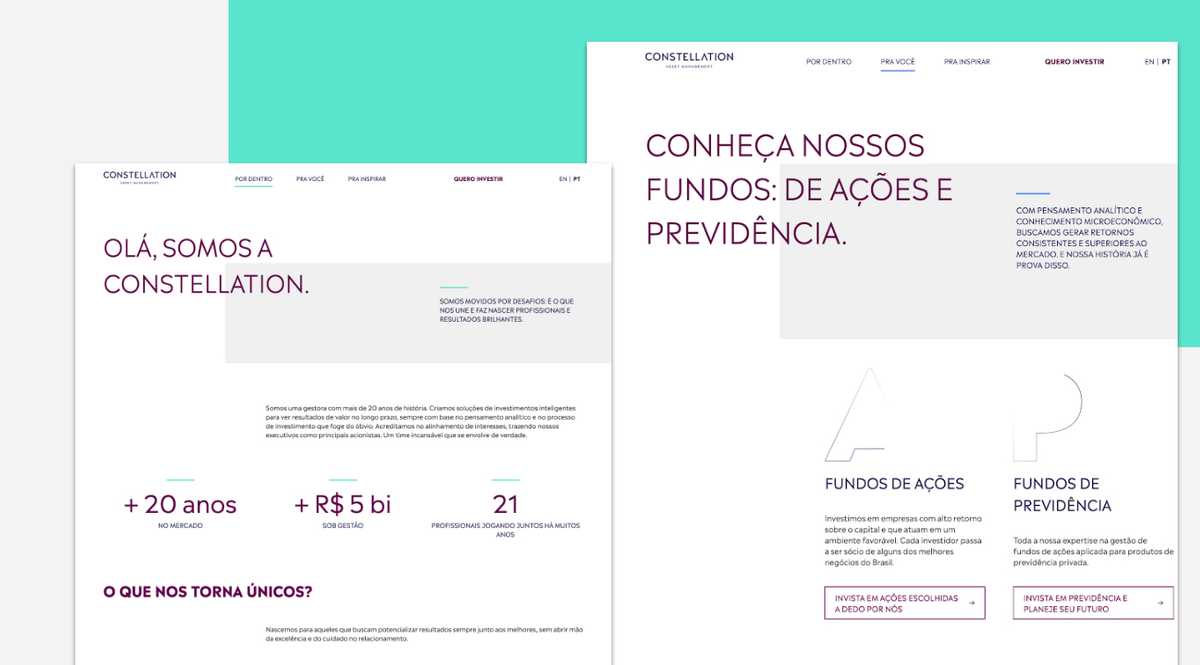 CONSTELLATION
ASSET MANAGEMENT
POR DENTRO
PRA VOCÊ
PRA INSPIRAR
QUERO INVESTIR
EN | PT
OLÁ, SOMOS A
CONSTELLATION.
SOMOS MOVIDOS POR DESAFIOS: É O QUE
NOS UNE E FAZ NASCER PROFISSIONAIS E
RESULTADOS BRILHANTES.
Somos uma gestora com mais de 20 anos de história. Criamos soluções de investimentos inteligentes
para ver resultados de valor no longo prazo, sempre com base no pensamento analítico e no processo
de investimento que foge do óbvio. Acreditamos no alinhamento de interesses, trazendo nossos
executivos como principais acionistas. Um time incansável que se envolve de verdade.
+ 20 anos
NO MERCADO
+ R$ 5 bi
SOB GESTÃO
21
PROFISSIONAIS JOGANDO JUNTOS HÁ MUITOS
ANOS
O QUE NOS TORNA ÚNICOS?
Nascemos para aqueles que buscam potencializar resultados sempre junto aos melhores, sem abrir mão
da excelência e do cuidado no relacionamento.
CONSTELLATION
ASSET MANAGEMENT
POR DENTRO
PRA VOCÊ
PRA INSPIRAR
QUERO INVESTIR
EN | PT
CONHEÇA NOSSOS
FUNDOS: DE AÇÕES E
PREVIDÊNCIA.
COM PENSAMENTO ANALÍTICO E
CONHECIMENTO MICROECONÔMICO,
BUSCAMOS GERAR RETORNOS
CONSISTENTES E SUPERIORES AO
MERCADO. E NOSSA HISTÓRIA JÁ É
PROVA DISSO.
A
FUNDOS DE AÇÕES
Investimos em empresas com alto retorno
sobre o capital e que atuam em um
ambiente favorável. Cada investidor passa
a ser sócio de alguns dos melhores
negócios do Brasil.
INVISTA EM AÇÕES ESCOLHIDAS
A DEDO POR NÓS
P
FUNDOS DE
PREVIDÊNCIA
Toda a nossa expertise na gestão de
fundos de ações aplicada para produtos de
previdência privada.
INVISTA EM PREVIDÊNCIA E
PLANEJE SEU FUTURO